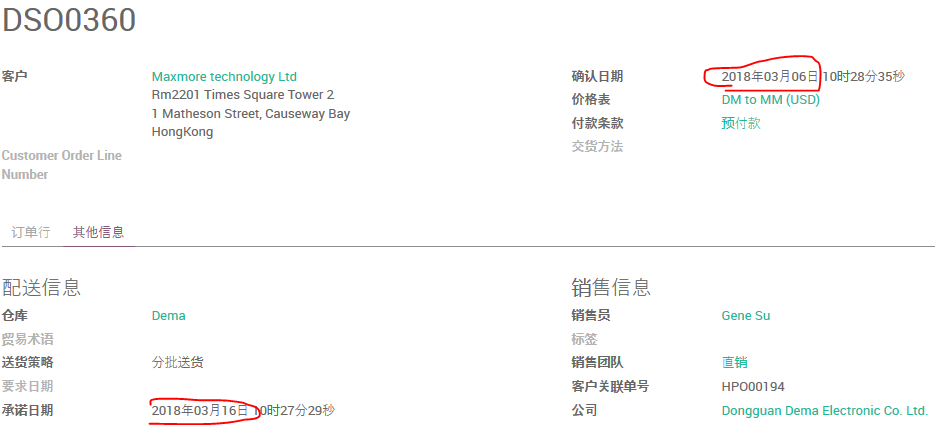 DSO0360
客户
Maxmore technology Ltd
Rm2201 Times Square Tower 2
1 Matheson Street, Causeway Bay
HongKong
Customer Order Line
Number
确认日期 2018年03月06日 10时28分35秒
价格表 DM to MM (USD)
付款条款 预付款
交货方法
订单行 其他信息
配送信息
仓库 Dema
贸易术语
送货策略 分批送货
要求日期
承诺日期 2018年03月16日 10时27分29秒
销售信息
销售员 Gene Su
标签
销售团队 直销
客户关联单号 HPO00194
公司 Dongguan Dema Electronic Co. Ltd.